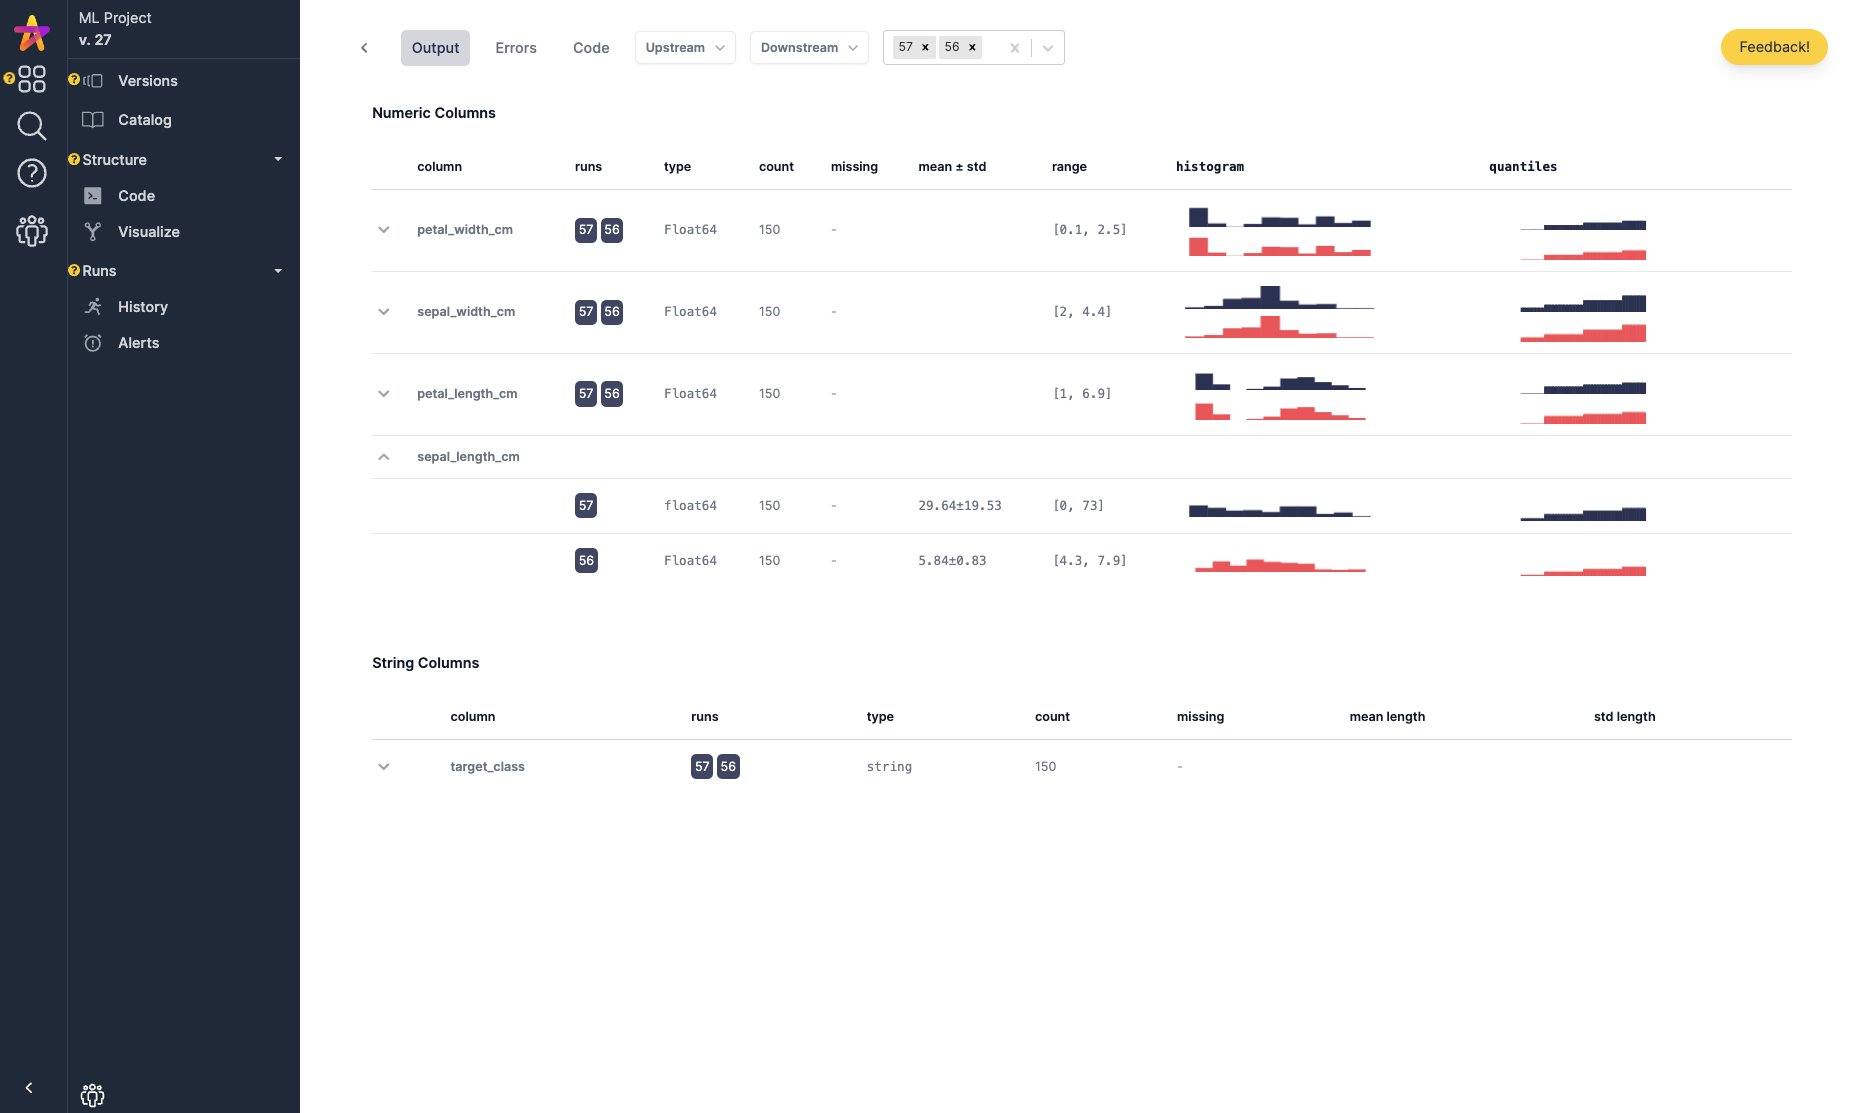 ML Project
v. 27
? Versions
Catalog
? Structure
Code
Visualize
? Runs
History
Alerts
Output Errors Code Upstream Downstream 57 × 56 × Feedback!
Numeric Columns
column runs type count missing mean ± std range histogram quantiles
petal_width_cm 57 56 Float64 150 - [0.1, 2.5]
sepal_width_cm 57 56 Float64 150 - [2, 4.4]
petal_length_cm 57 56 Float64 150 - [1, 6.9]
sepal_length_cm
57 float64 150 - 29.64±19.53 [0, 73]
56 Float64 150 - 5.84±0.83 [4.3, 7.9]
String Columns
column runs type count missing mean length std length
target_class 57 56 string 150 -